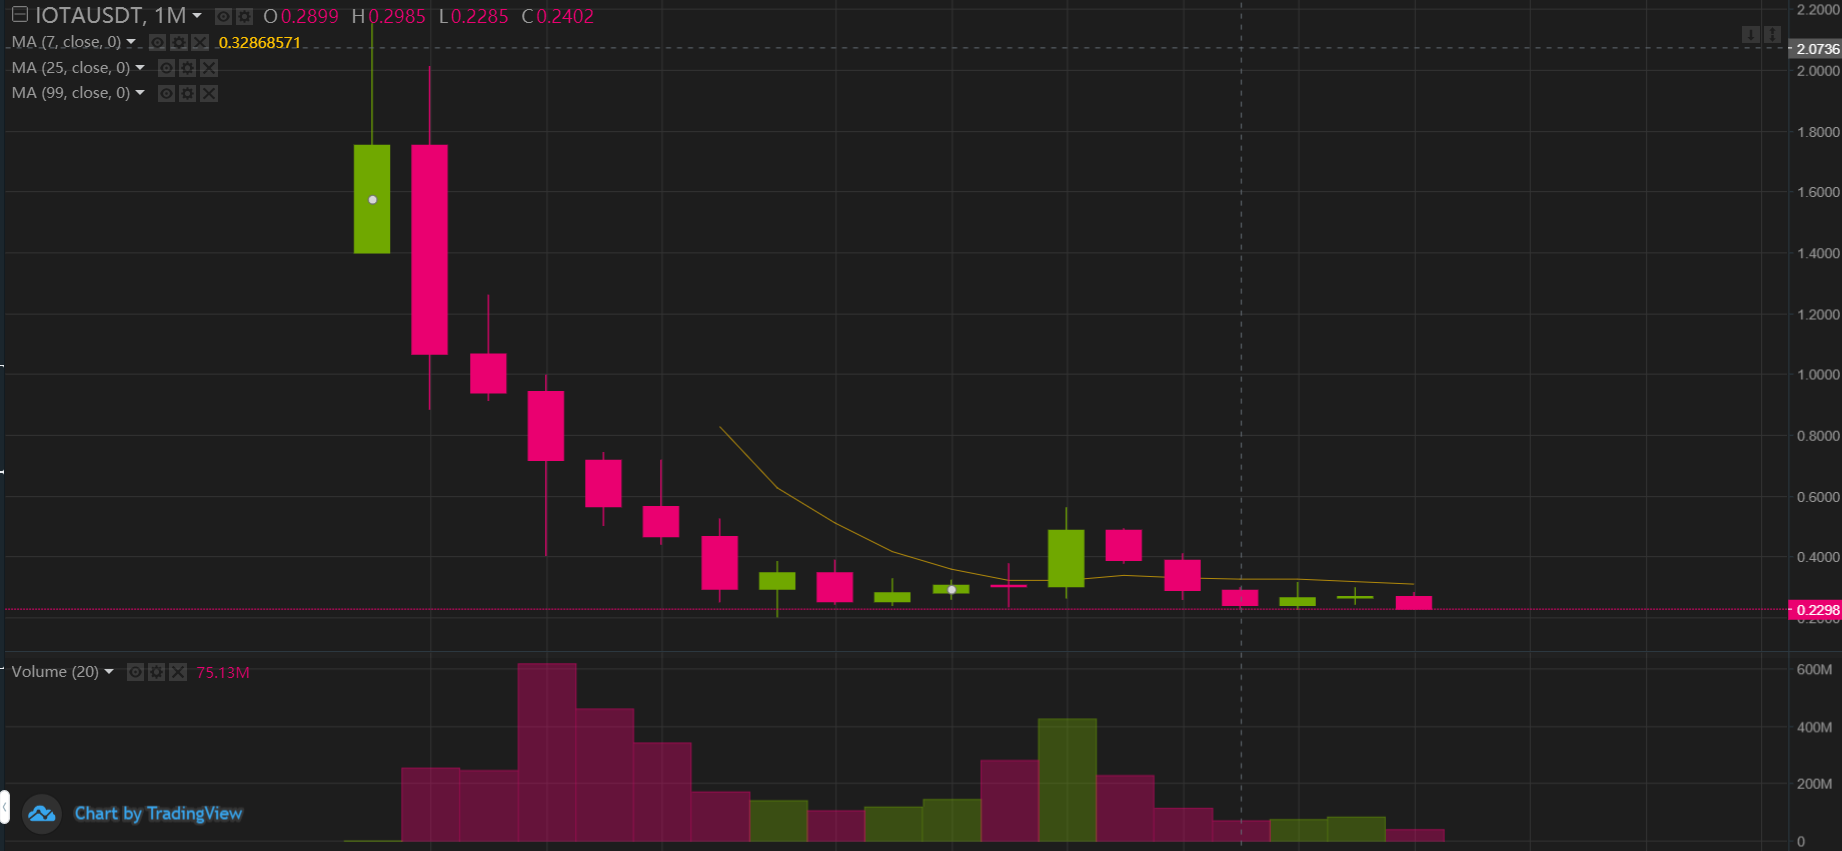 IOTAUSDT, 1M O0.2899 H0.2985 L0.2285 C0.2402
MA (7, close, 0) 0.32868571
MA (25, close, 0)
MA (99, close, 0)
2.2000
2.0736
2.0000
1.8000
1.6000
1.4000
1.2000
1.0000
0.8000
0.6000
0.4000
0.2298
0.2000
Volume (20) 75.13M
600M
400M
200M
0
Chart by TradingView